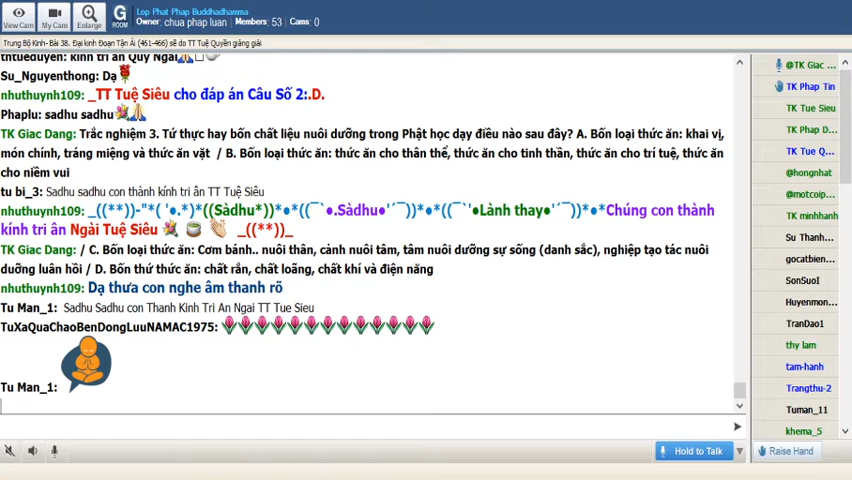 Lop Phat Phap Buddhadhamma
Owner: chua phap luan Members: 53 Cams: 0
View Cam My Cam Enlarge G ROOM
Trung Bộ Kinh- Bài 38. Đại kinh Đoạn Tận Ái (461-466) sẽ do TT Tuệ Quyền giảng giải
thtueduyen: kính tri ân Quý Ngài
Su_Nguyenthong: Dạ
nhuthuynh109: _TT Tuệ Siêu cho đáp án Câu Số 2:.D.
Phaplu: sadhu sadhu
TK Giac Dang: Trắc nghiệm 3. Tứ thực hay bốn chất liệu nuôi dưỡng trong Phật học dạy điều nào sau đây? A. Bốn loại thức ăn: khai vị,
món chính, tráng miệng và thức ăn vặt / B. Bốn loại thức ăn: thức ăn cho thân thể, thức ăn cho tinh thần, thức ăn cho trí tuệ, thức ăn
cho niềm vui
tu bi_3: Sadhu sadhu con thành kính tri ân TT Tuệ Siêu
nhuthuynh109: _((**))-"*( '●.*)*((Sàdhu*))*●*((¯`●.Sàdhu●'´¯))*●*((¯`'●Lành thay●'´¯))*●*Chúng con thành
kính tri ân Ngài Tuệ Siêu _((**))_
TK Giac Dang: / C. Bốn loại thức ăn: Cơm bánh.. nuôi thân, cảnh nuôi tâm, tâm nuôi dưỡng sự sống (danh sắc), nghiệp tạo tác nuôi
dưỡng luân hồi / D. Bốn thứ thức ăn: chất rắn, chất loãng, chất khí và điện năng
nhuthuynh109: Dạ thưa con nghe âm thanh rõ
Tu Man_1: Sadhu Sadhu con Thanh Kinh Tri An Ngai TT Tue Sieu
TuXaQuaChaoBenDongLuuNAMAC1975:
Tu Man_1:
@TK Giac ...
TK Phap Tin
TK Tue Sieu
TK Phap D...
TK Tue Q...
@hongnhat
@motcoip...
TK minhhanh
Su Thanh...
gocatbien...
SonSuoI
Huyenmon...
TranDao1
thy lam
tam-hanh
Trangthu-2
Tuman_11
khema_5
Hold to Talk
Raise Hand